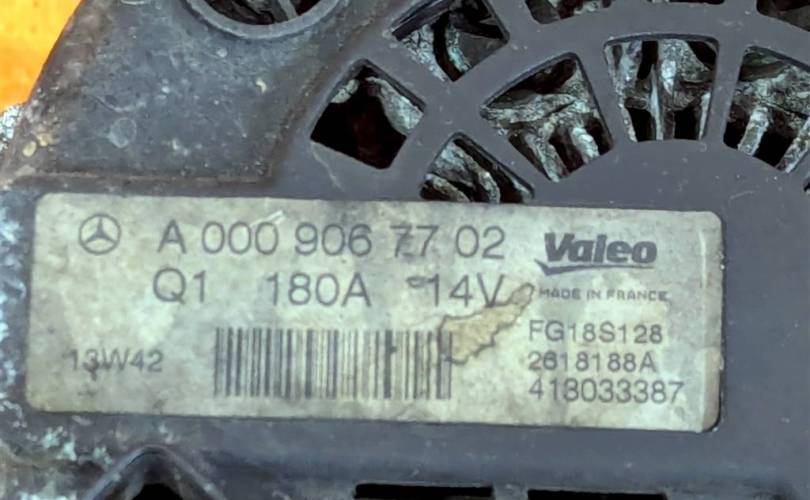 A 000 906 77 02
Valeo
Q1 180A 14V
MADE IN FRANCE
FG18S128
13W42
2618188A
413033387